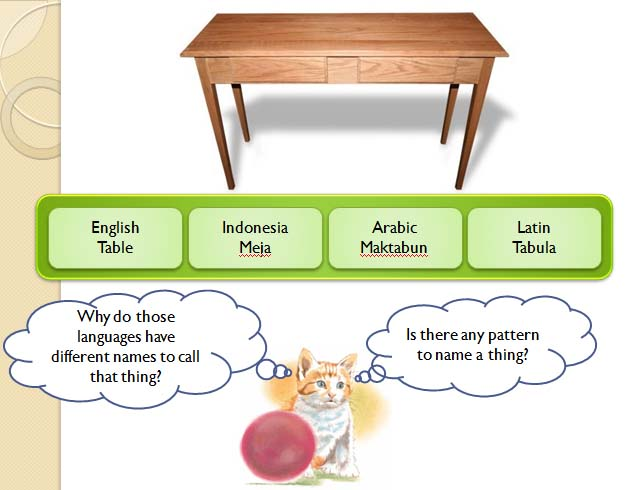 English
Table
Indonesia
Meja
Arabic
Maktabun
Latin
Tabula
Why do those
languages have
different names to call
that thing?
Is there any pattern
to name a thing?